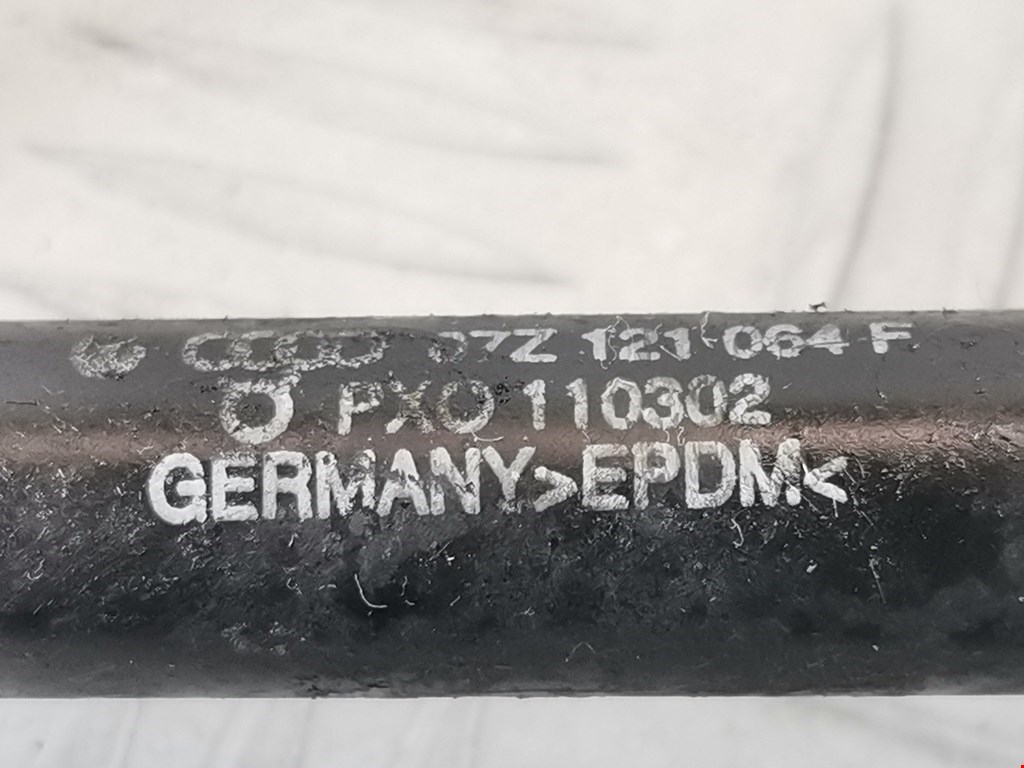 07Z 121 064 F
PXO 110302
GERMANY >EPDM<